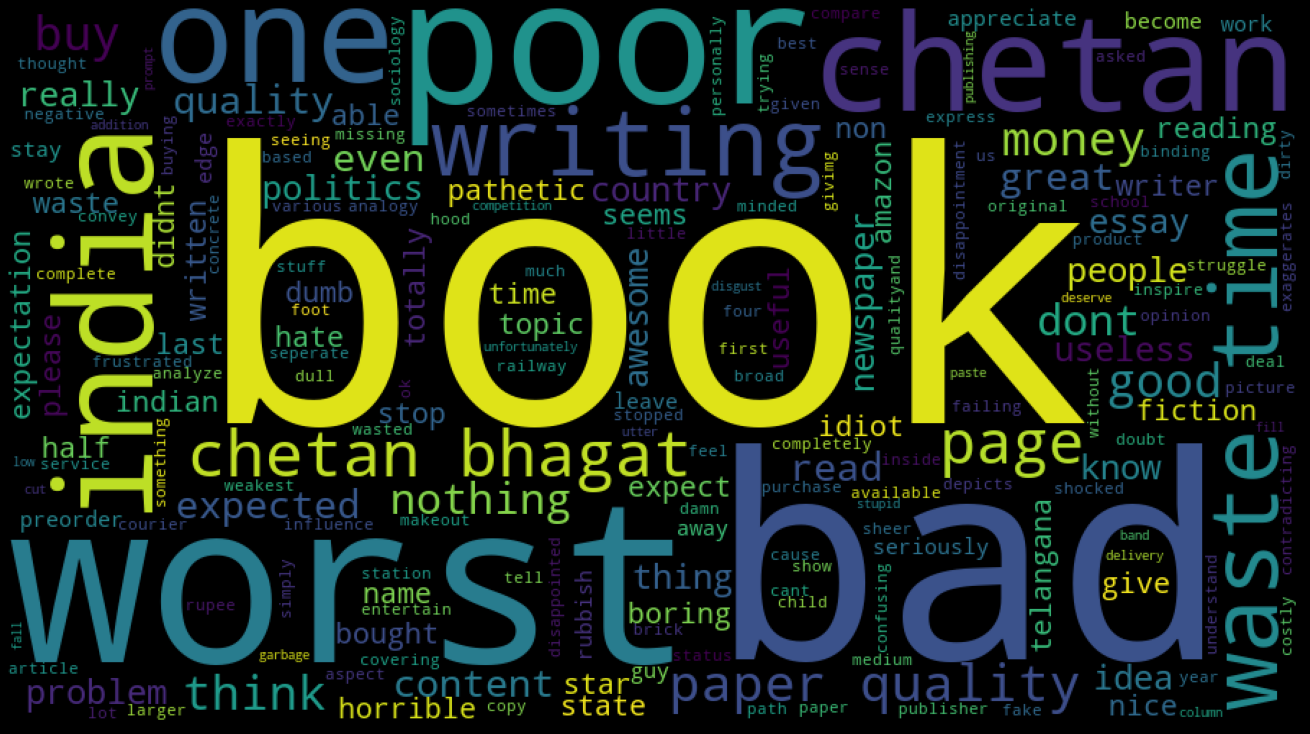 buy
one
poor
chetan
compare
appreciate
become
work
thought
prompt
sociology
personally
best
sense
publishing
asked
really
quality
able
sometimes
trying
given
express
negative
addition
exactly
missing
writing
non
money
reading
stay
india
buying
edge
seeing
based
even
us
binding
dirty
wrote
didnt
politics
pathetic
country
givimg
amazon
disappointment
great
writer
school
waste
convey
various
analogy
hood
competition
seems
minded
original
essay
written
concrete
little
newspaper
product
expectation
complete
book
stuff
dumb
foot
hate
seperate
dull
totally
much
time
topic
unfortunately
railway
awesome
disgust
four
useful
first
broad
qualityand
people
struggle
inspire
deserve
exaggerates
waste time
please
last
frustrated
analyze
dont
opinion
useless
deal
indian
ok
stop
leave
stopped
paste
failing
good
picture
without
fiction
half
something
wasted
utter
idiot
fill
low
service
chetan bhagat
feel
completely
page
doubt
cut
weakest
nothing
expect
read
inside
know
preorder
courier
expected
influence
makeout
damn
purchase
available
depicts
shocked
contradicting
away
stupid
telangana
worst
bad
sheer
seriously
band
cause
show
delivery
rupee
simply
station
tell
disappointed
rubbish
thing
cant
child
confusing
give
understand
costly
name
entertain
boring
fall
bought
brick
garbage
covering
status
medium
article
aspect
guy
problem
think
content
star
paper quality
idea
year
lot
larger
horrible
copy
state
path
paper
publisher
fake
nice
column